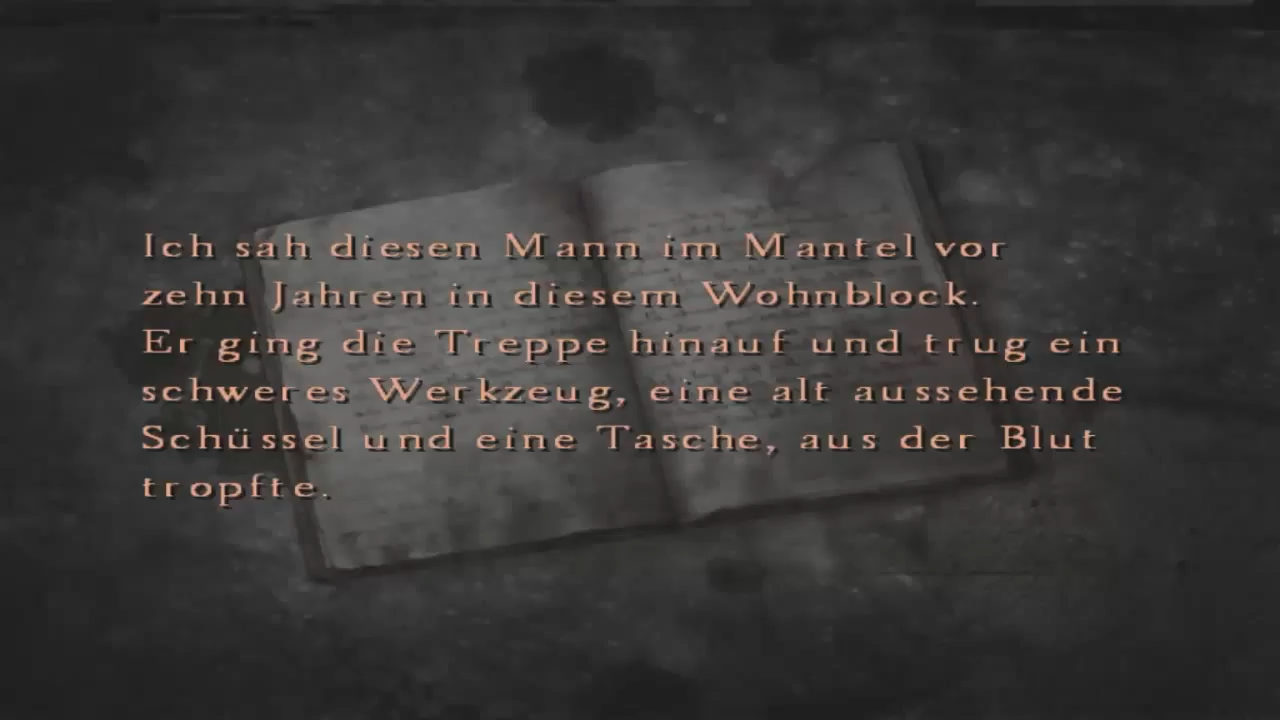 Ich sah diesen Mann im Mantel vor
zehn Jahren in diesem Wohnblock.
Er ging die Treppe hinauf und trug ein
schweres Werkzeug, eine alt aussehende
Schüssel und eine Tasche, aus der Blut
tropfte.